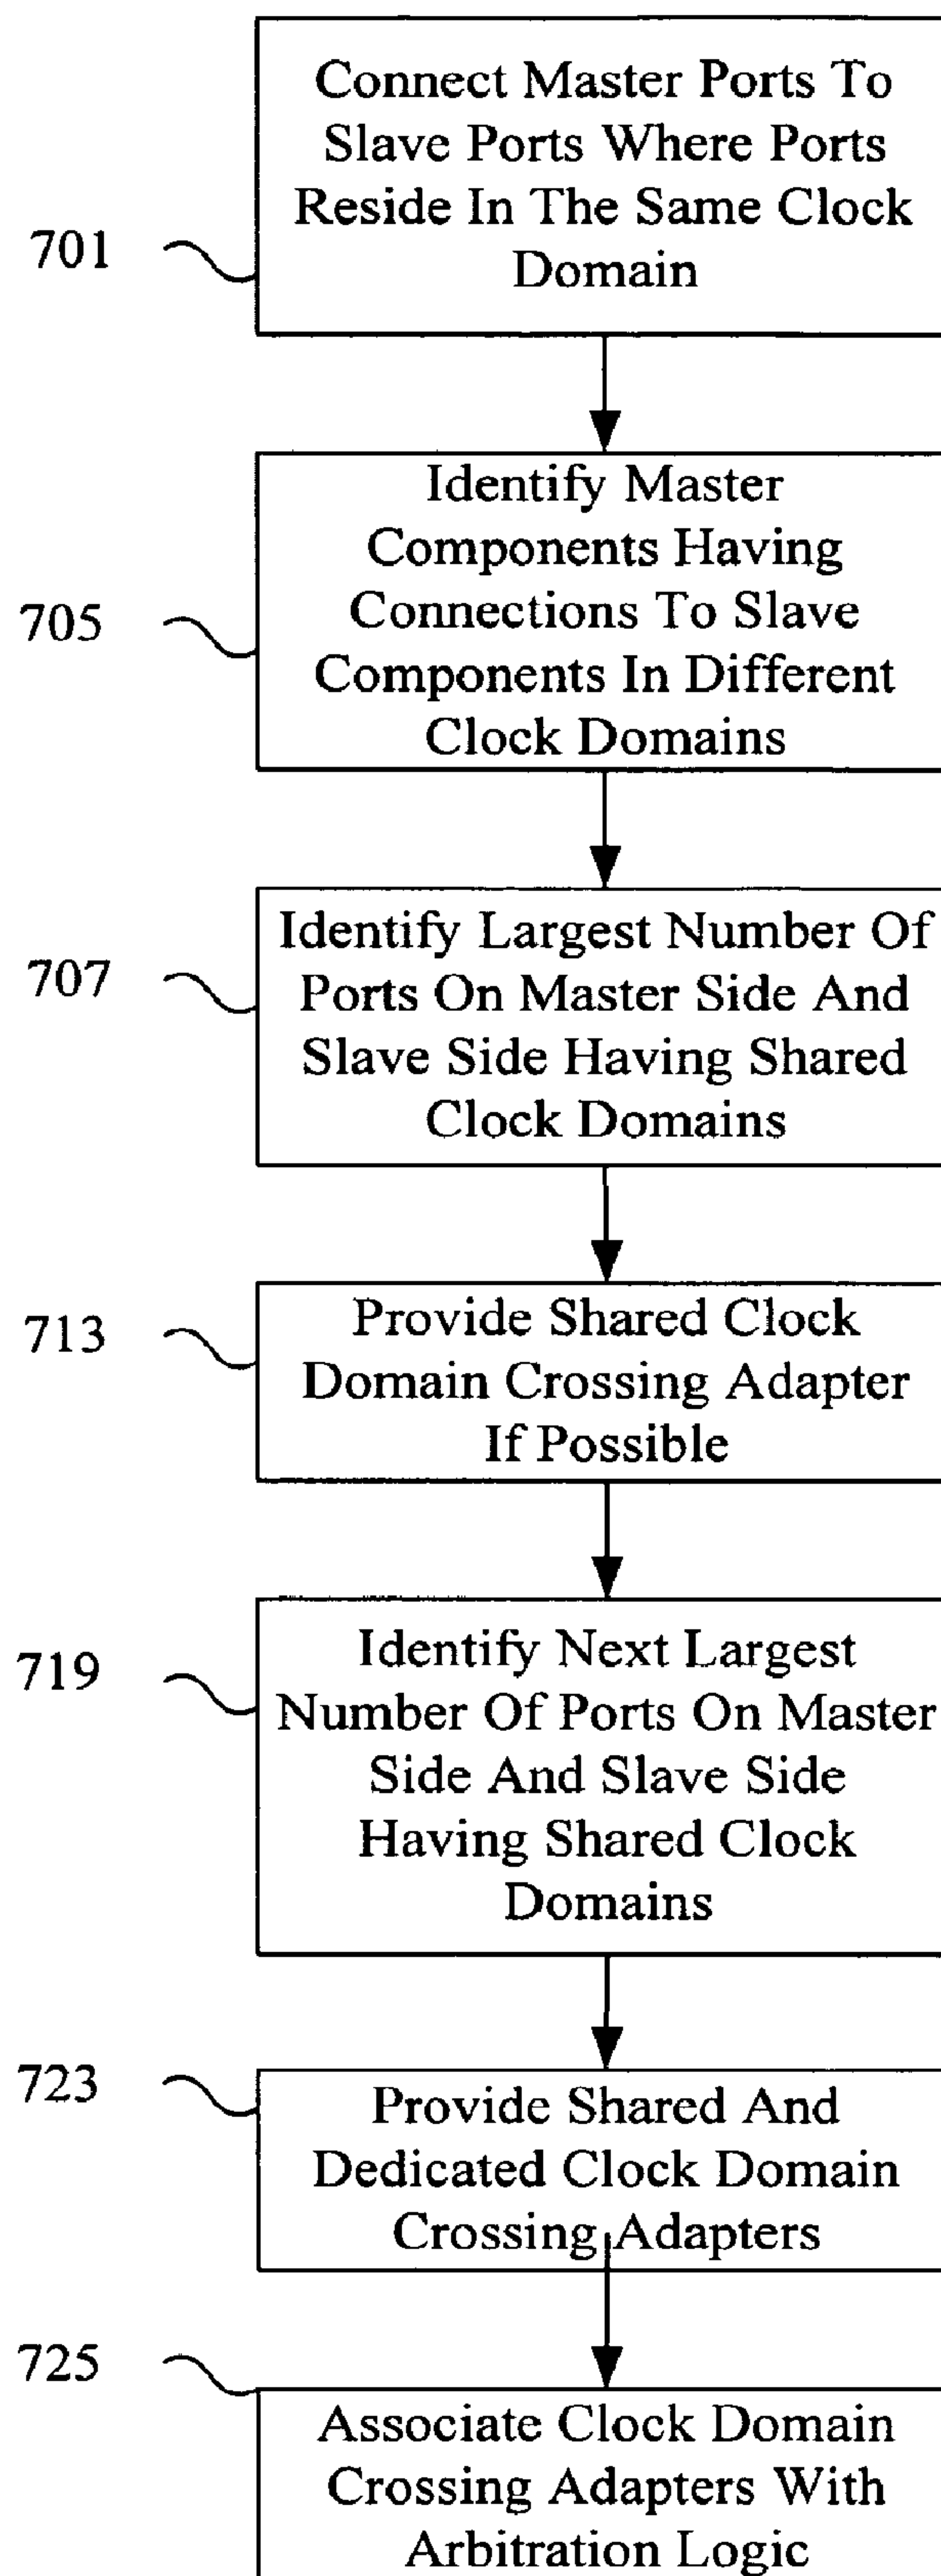 Connect Master Ports To
Slave Ports Where Ports
Reside In The Same Clock
Domain
701
Identify Master
Components Having
Connections To Slave
Components In Different
Clock Domains
705
Identify Largest Number Of
Ports On Master Side And
Slave Side Having Shared
Clock Domains
707
Provide Shared Clock
Domain Crossing Adapter
If Possible
713
Identify Next Largest
Number Of Ports On Master
Side And Slave Side
Having Shared Clock
Domains
719
Provide Shared And
Dedicated Clock Domain
Crossing Adapters
723
Associate Clock Domain
Crossing Adapters With
Arbitration Logic
725